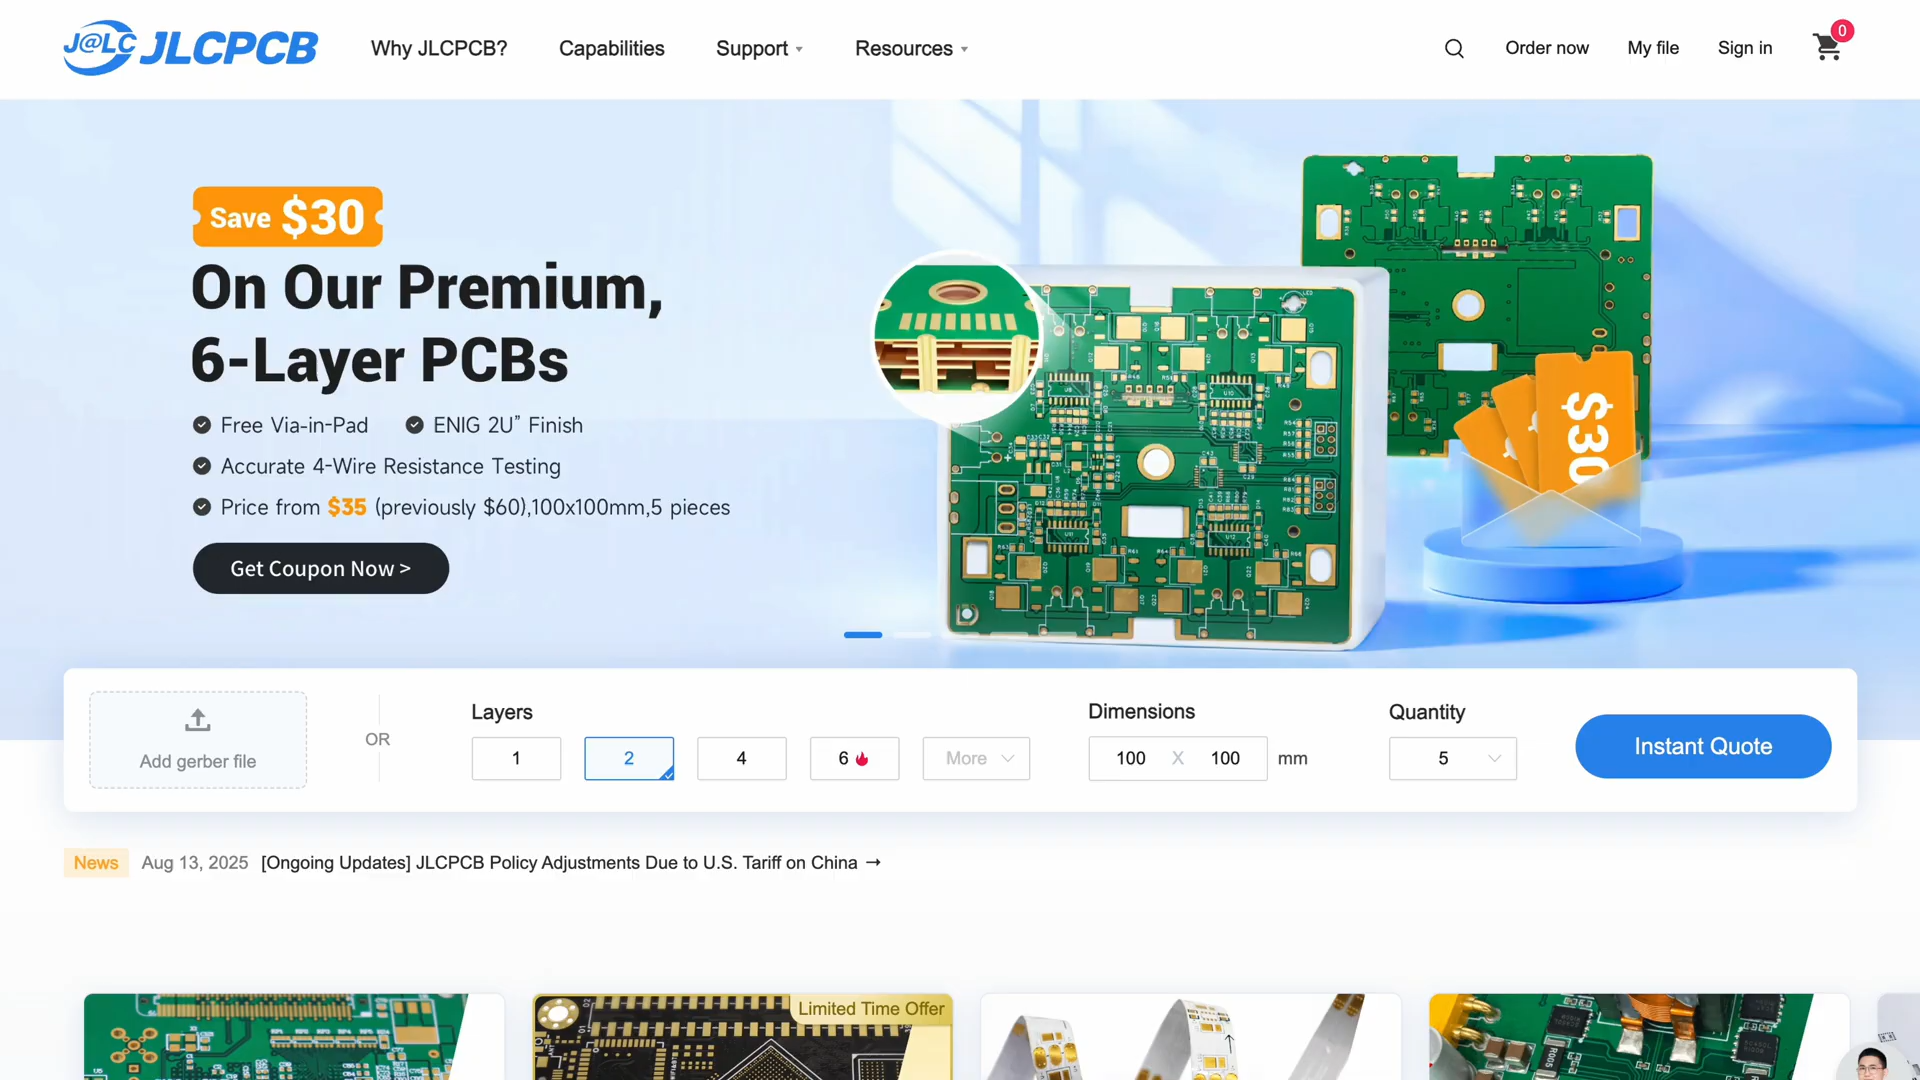 J@LC JLCPCB
Why JLCPCB?
Capabilities
Support
Resources
Order now
My file
Sign in
0
Save $30
On Our Premium,
6-Layer PCBs
Free Via-in-Pad
ENIG 2U” Finish
Accurate 4-Wire Resistance Testing
Price from $35 (previously $60),100x100mm,5 pieces
Get Coupon Now >
$30
Add gerber file
OR
Layers
1
2
4
6
More
Dimensions
100 X 100 mm
Quantity
5
Instant Quote
News
Aug 13, 2025
[Ongoing Updates] JLCPCB Policy Adjustments Due to U.S. Tariff on China →
Limited Time Offer